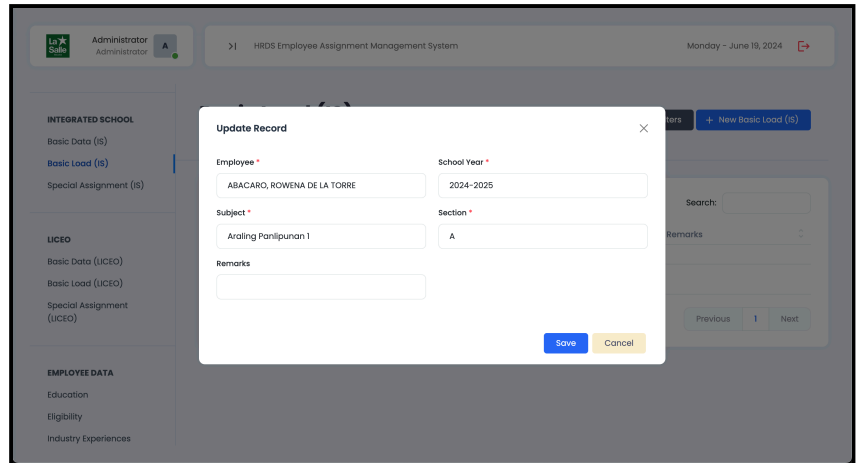 La Salle
Administrator
Administrator
A
HRDS Employee Assignment Management System
Monday - June 19, 2024
INTEGRATED SCHOOL
Basic Data (IS)
Basic Load (IS)
Special Assignment (IS)
LICEO
Basic Data (LICEO)
Basic Load (LICEO)
Special Assignment
(LICEO)
EMPLOYEE DATA
Education
Eligibility
Industry Experiences
+ New Basic Load (IS)
Update Record
Employee *
School Year *
ABACARO, ROWENA DE LA TORRE
2024-2025
Subject *
Section *
Araling Panlipunan 1
A
Remarks
Save
Cancel
Search:
Remarks
Previous 1 Next